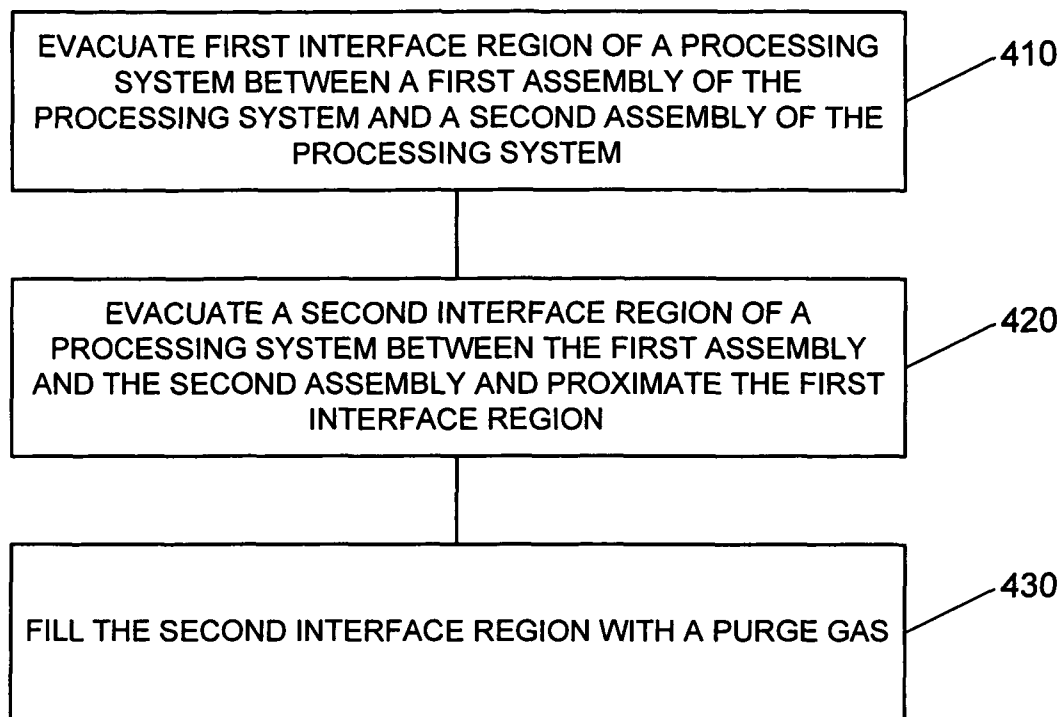 EVACUATE FIRST INTERFACE REGION OF A PROCESSING
SYSTEM BETWEEN A FIRST ASSEMBLY OF THE
PROCESSING SYSTEM AND A SECOND ASSEMBLY OF THE
PROCESSING SYSTEM
410
EVACUATE A SECOND INTERFACE REGION OF A
PROCESSING SYSTEM BETWEEN THE FIRST ASSEMBLY
AND THE SECOND ASSEMBLY AND PROXIMATE THE FIRST
INTERFACE REGION
420
FILL THE SECOND INTERFACE REGION WITH A PURGE GAS
430